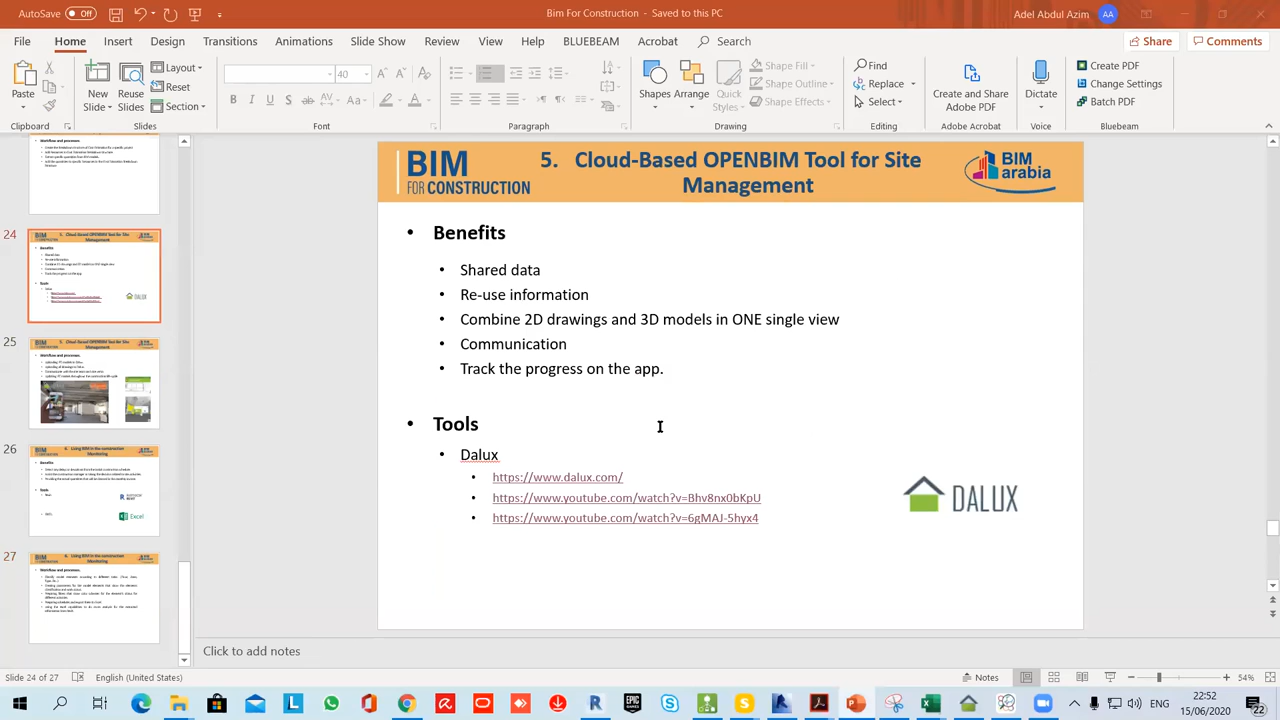 AutoSave
Off
BIM For Construction - Saved to this PC
Adel Abdul Azim
AA
File
Home
Insert
Design
Transitions
Animations
Slide Show
Review
View
Help
BLUEBEAM
Acrobat
Search
Share
Comments
Paste
New Slide
Reuse Slides
Layout
Reset
Section
40
Shapes
Arrange
Quick Styles
Shape Fill
Shape Outline
Shape Effects
Find
Replace
Select
Create and Share Adobe PDF
Dictate
Create PDF
Change Settings
Batch PDF
Clipboard
Slides
Font
Paragraph
Drawing
Editing
Adobe Acrobat
Voice
Bluebeam
24
25
26
27
BIM
FOR CONSTRUCTION
5. Cloud-Based OPENBIM Tool for Site
Management
BIM
arabia
• Benefits
• Shared data
• Re-use information
• Combine 2D drawings and 3D models in ONE single view
• Communication
• Track the progress on the app.
• Tools
• Dalux
• https://www.dalux.com/
• https://www.youtube.com/watch?v=Bhv8nx0bKpU
• https://www.youtube.com/watch?v=6gMAJ-5hyx4
DALUX
Click to add notes
Slide 24 of 27
English (United States)
Notes
54%
ENG
22:52
15/06/2020
22